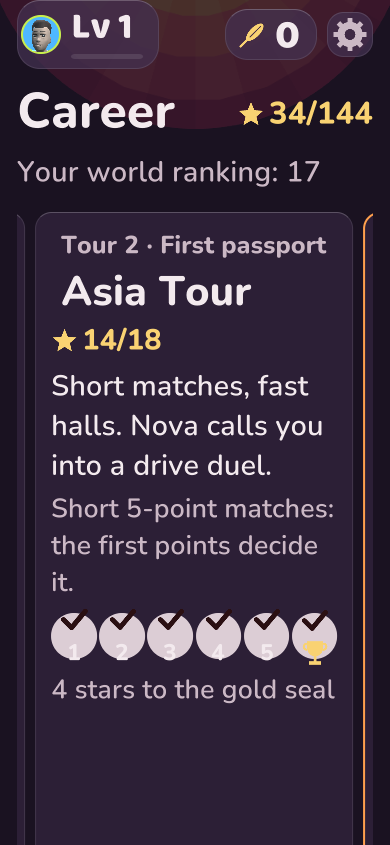 Lv 1
0
Career
34/144
Your world ranking: 17
Tour 2 · First passport
Asia Tour
14/18
Short matches, fast
halls. Nova calls you
into a drive duel.
Short 5-point matches:
the first points decide
it.
1 2 3 4 5
4 stars to the gold seal